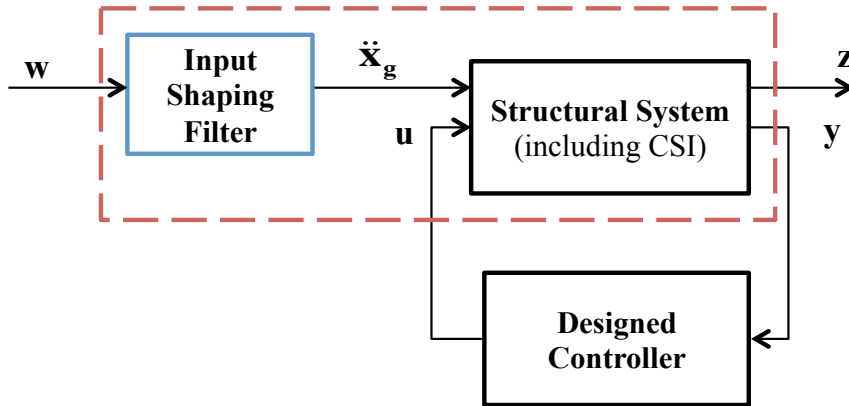 w
Input
Shaping
Filter
ẍg
u
Structural System
(including CSI)
z
y
Designed
Controller